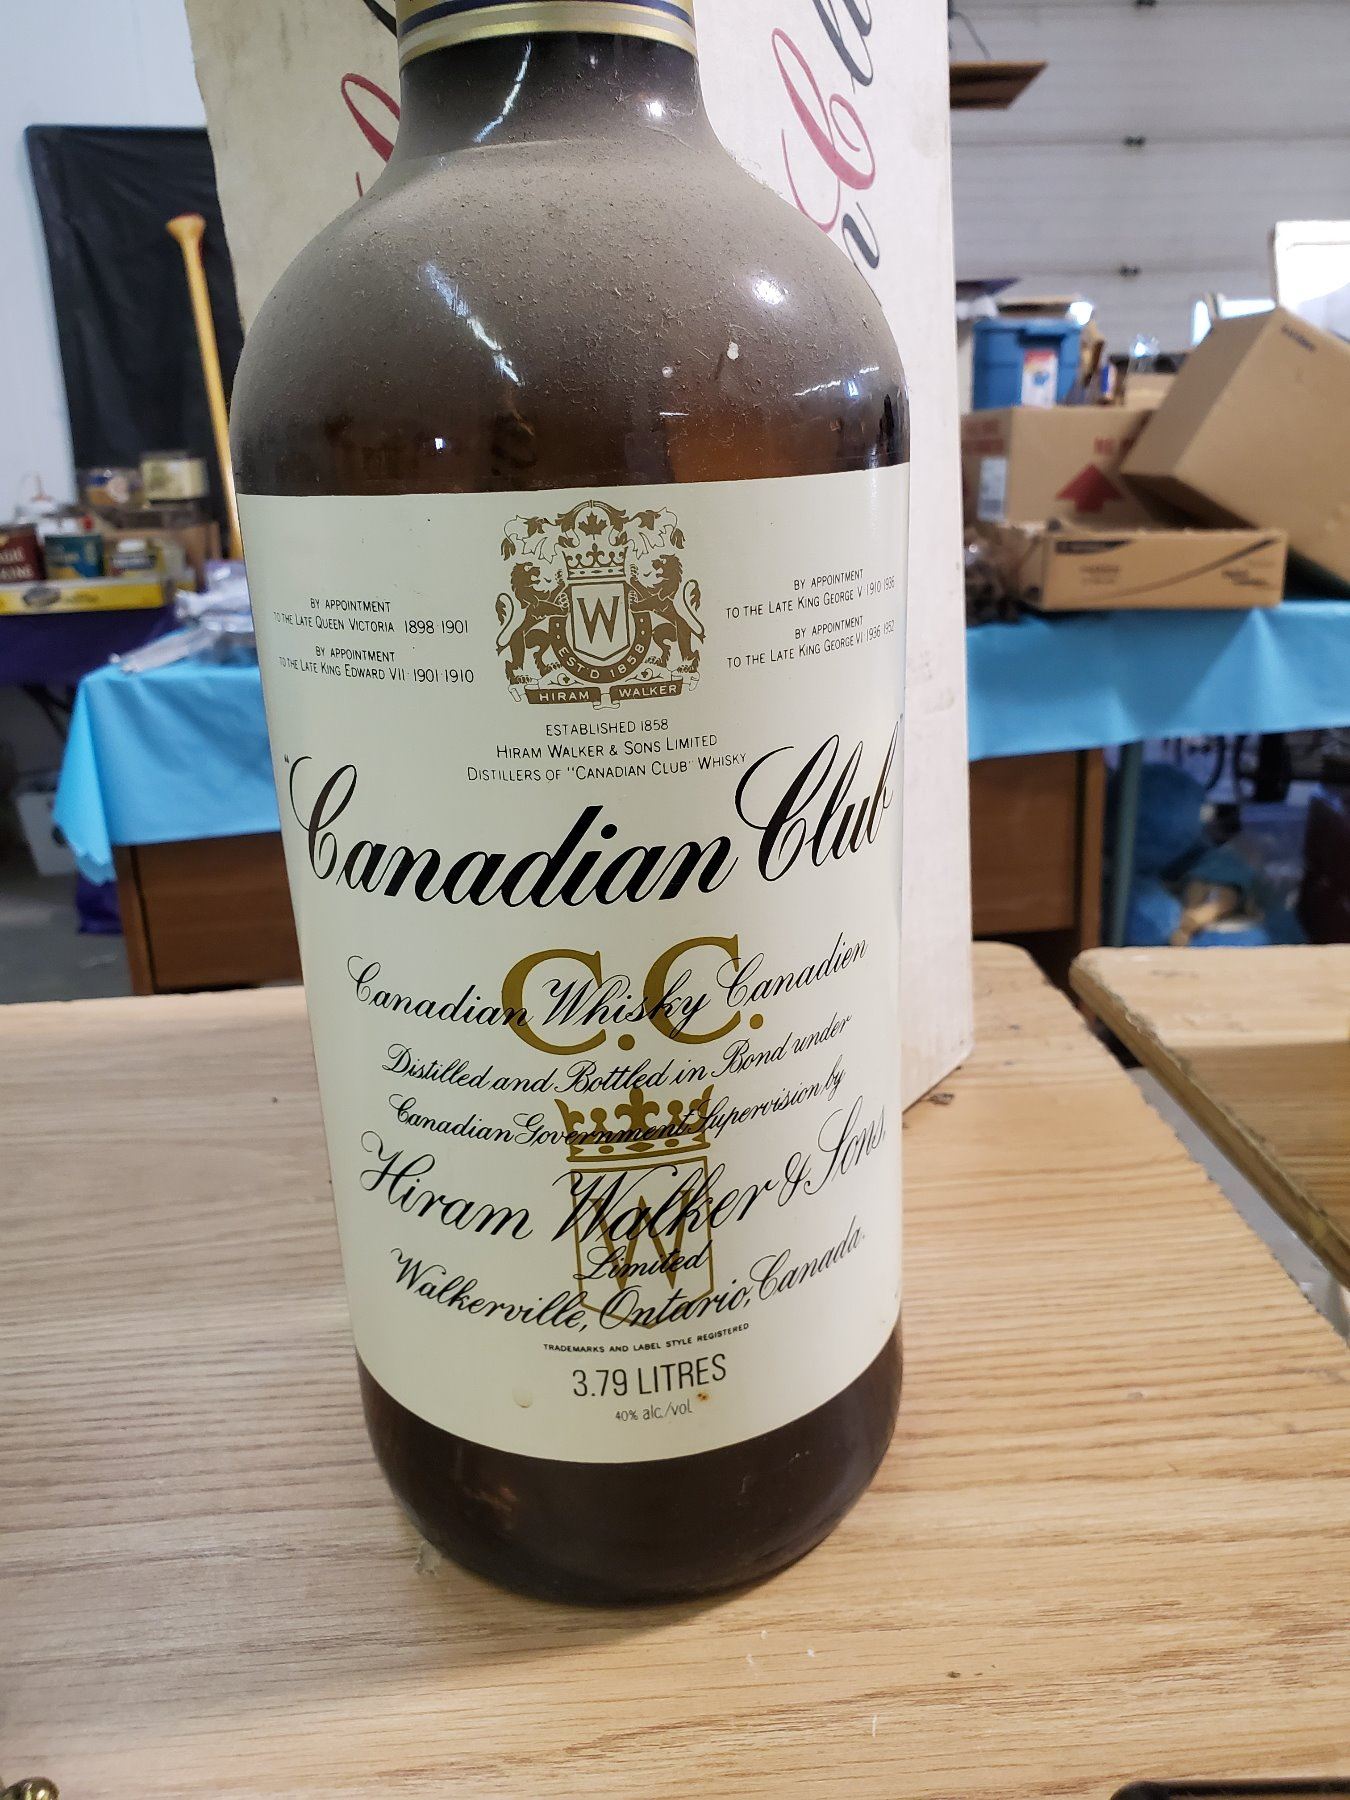 BY APPOINTMENT
TO THE LATE QUEEN VICTORIA 1898-1901
BY APPOINTMENT
TO THE LATE KING EDWARD VII 1901-1910
BY APPOINTMENT
TO THE LATE KING GEORGE V 1910-1936
BY APPOINTMENT
TO THE LATE KING GEORGE VI 1936-1952
W
EST'D 1858
HIRAM WALKER
ESTABLISHED 1858
HIRAM WALKER & SONS LIMITED
DISTILLERS OF "CANADIAN CLUB" WHISKY
"Canadian Club"
C.C.
Canadian Whisky Canadien
Distilled and Bottled in Bond under
Canadian Government Supervision by
W
Hiram Walker & Sons,
Limited
Walkerville, Ontario, Canada.
TRADEMARKS AND LABEL STYLE REGISTERED
3.79 LITRES
40% alc./vol.